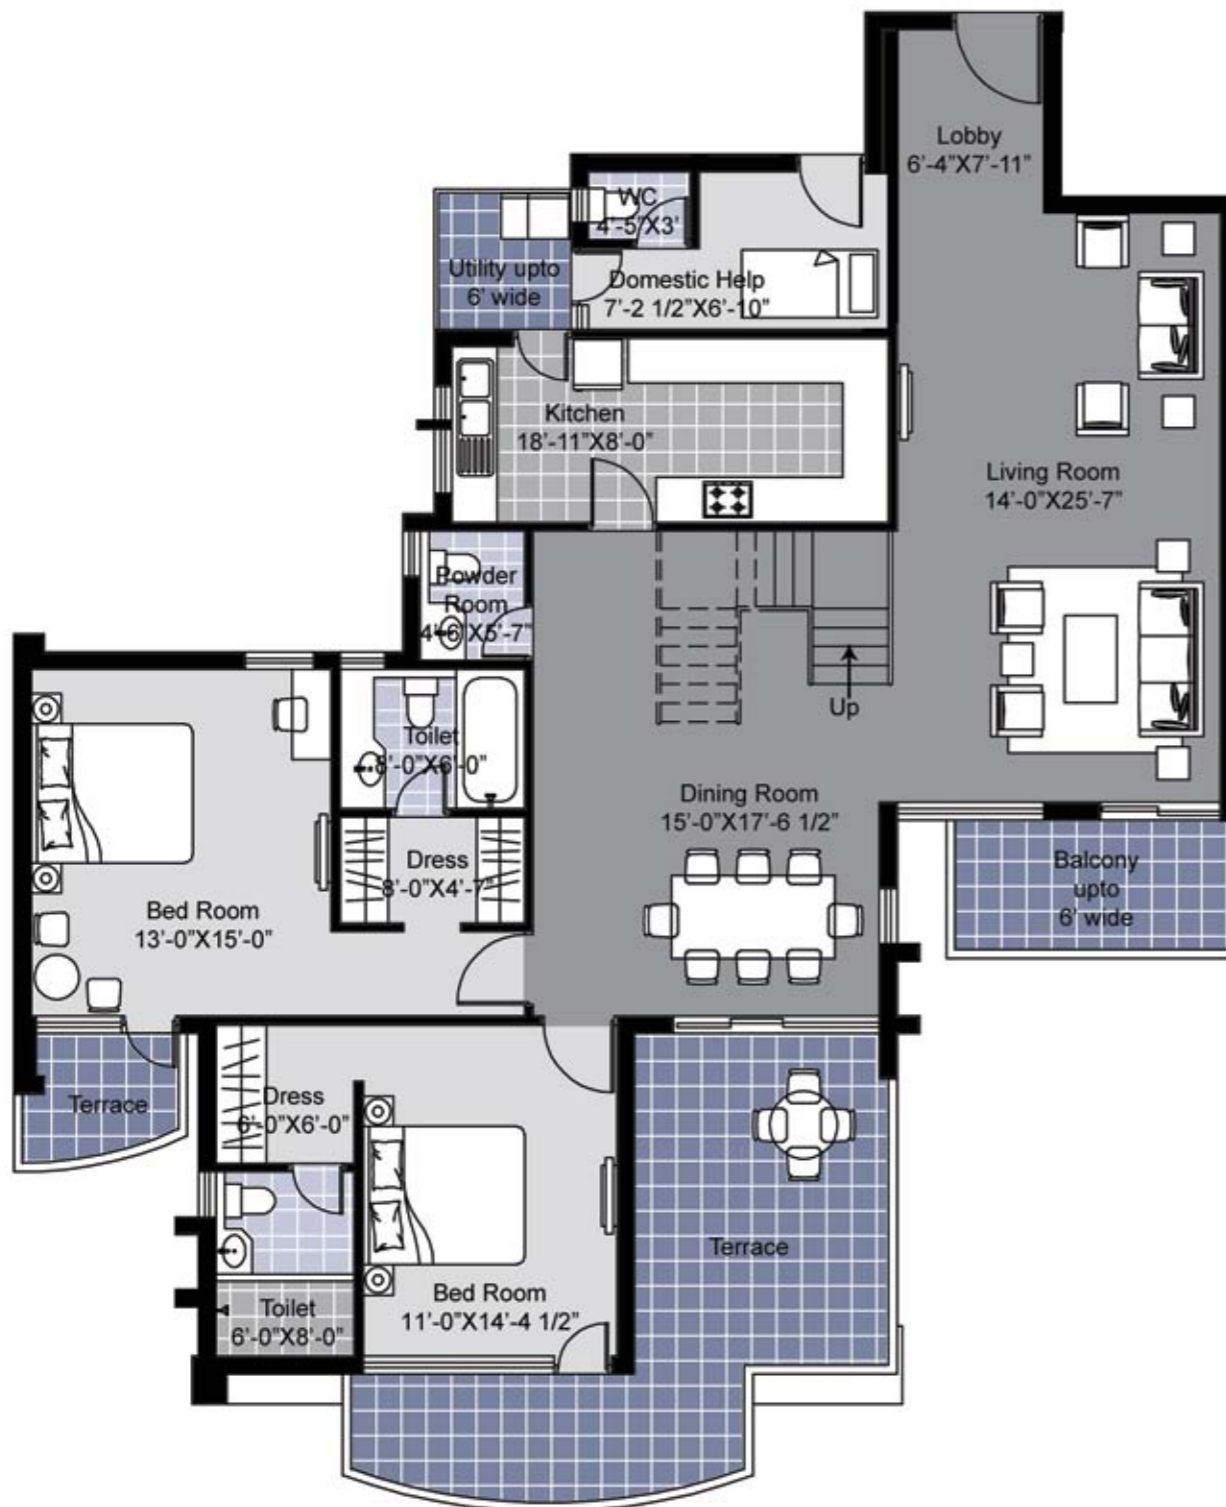 Lobby
6'-4"X7'-11"
WC
4'-5"X3'
Utility upto
6' wide
Domestic Help
7'-2 1/2"X6'-10"
Kitchen
18'-11"X8'-0"
Living Room
14'-0"X25'-7"
Powder
Room
4'-6"X5'-7"
Up
Toilet
8'-0"X6'-0"
Dining Room
15'-0"X17'-6 1/2"
Dress
8'-0"X4'-7"
Balcony
upto
6' wide
Bed Room
13'-0"X15'-0"
Terrace
Dress
6'-0"X6'-0"
Terrace
Bed Room
11'-0"X14'-4 1/2"
Toilet
6'-0"X8'-0"